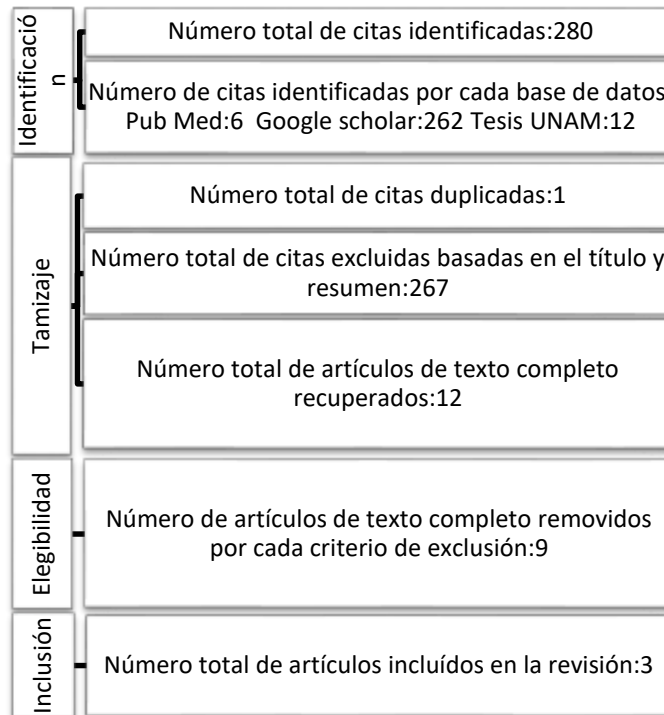 Identificació
n
Número total de citas identificadas:280
Número de citas identificadas por cada base de datos
Pub Med:6  Google scholar:262 Tesis UNAM:12
Tamizaje
Número total de citas duplicadas:1
Número total de citas excluidas basadas en el título y
resumen:267
Número total de artículos de texto completo
recuperados:12
Elegibilidad
Número de artículos de texto completo removidos
por cada criterio de exclusión:9
Inclusión
Número total de artículos incluídos en la revisión:3